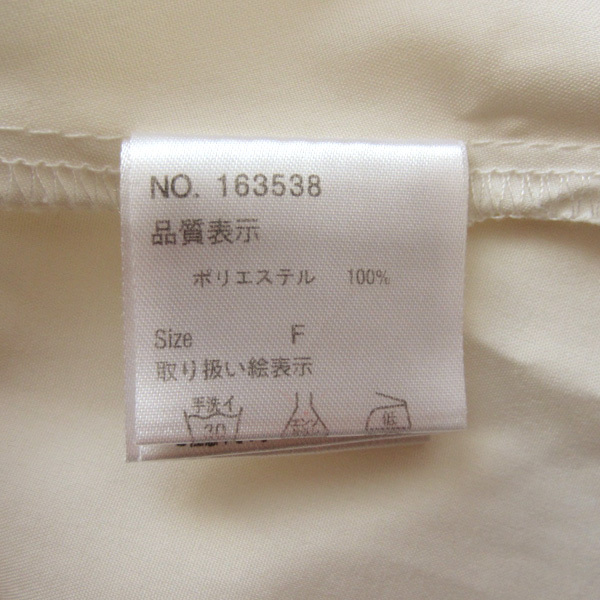 NO. 163538
品質表示
ポリエステル 100%
Size F
取り扱い絵表示
手洗イ
30
低